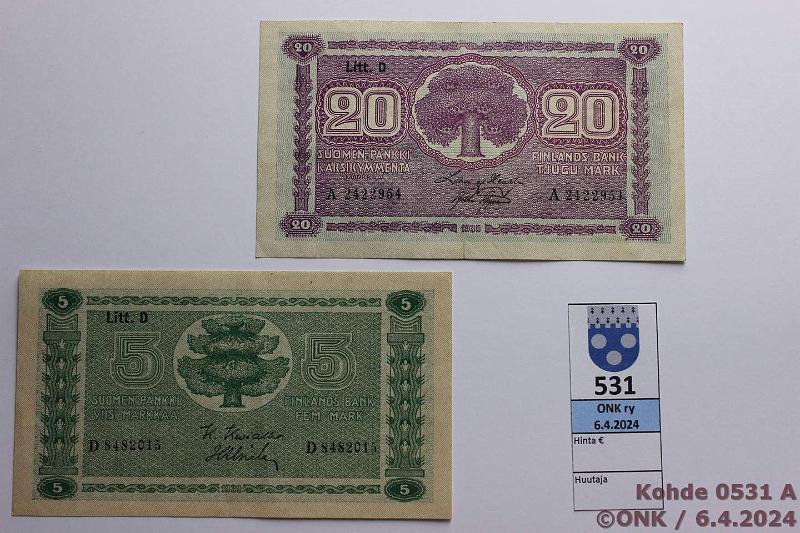 20 20
Litt. D
20 20
SUOMEN PANKKI FINLANDS BANK
KAKSIKYMMENTÄ TJUGU MARK
A 2422954 A 2422954
20 20
5 5
Litt. D
5 5
SUOMEN PANKKI FINLANDS BANK
VIISI MARKKAA FEM MARK
D 8482015 D 8482015
5 5
531
ONK ry
6.4.2024
Hinta €
Huutaja
Kohde 0531 A
©ONK / 6.4.2024